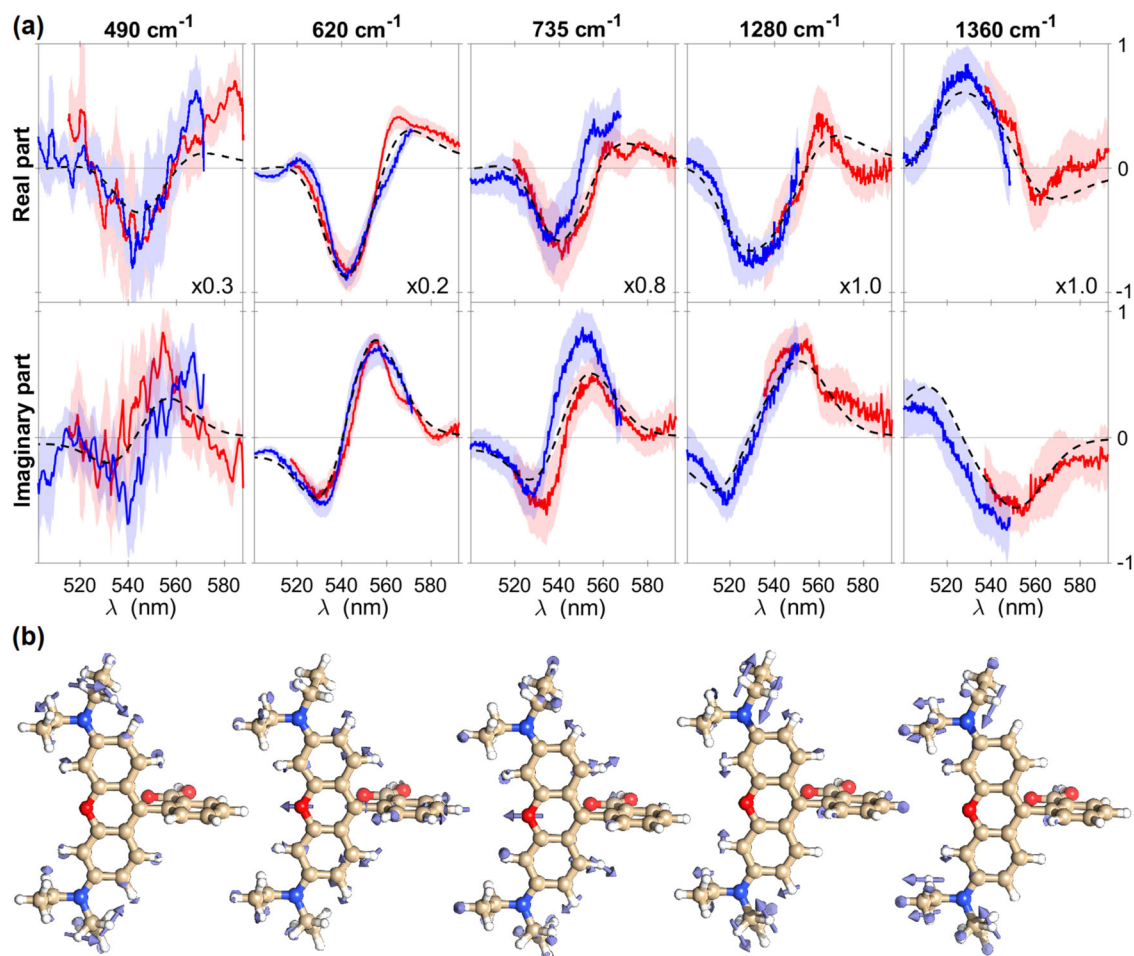 (a)
490 cm⁻¹ 620 cm⁻¹ 735 cm⁻¹ 1280 cm⁻¹ 1360 cm⁻¹
1
Real part
0
x0.3 x0.2 x0.8 x1.0 x1.0
-1
1
Imaginary part
0
-1
520 540 560 580 520 540 560 580 520 540 560 580 520 540 560 580 520 540 560 580
λ (nm) λ (nm) λ (nm) λ (nm) λ (nm)
(b)